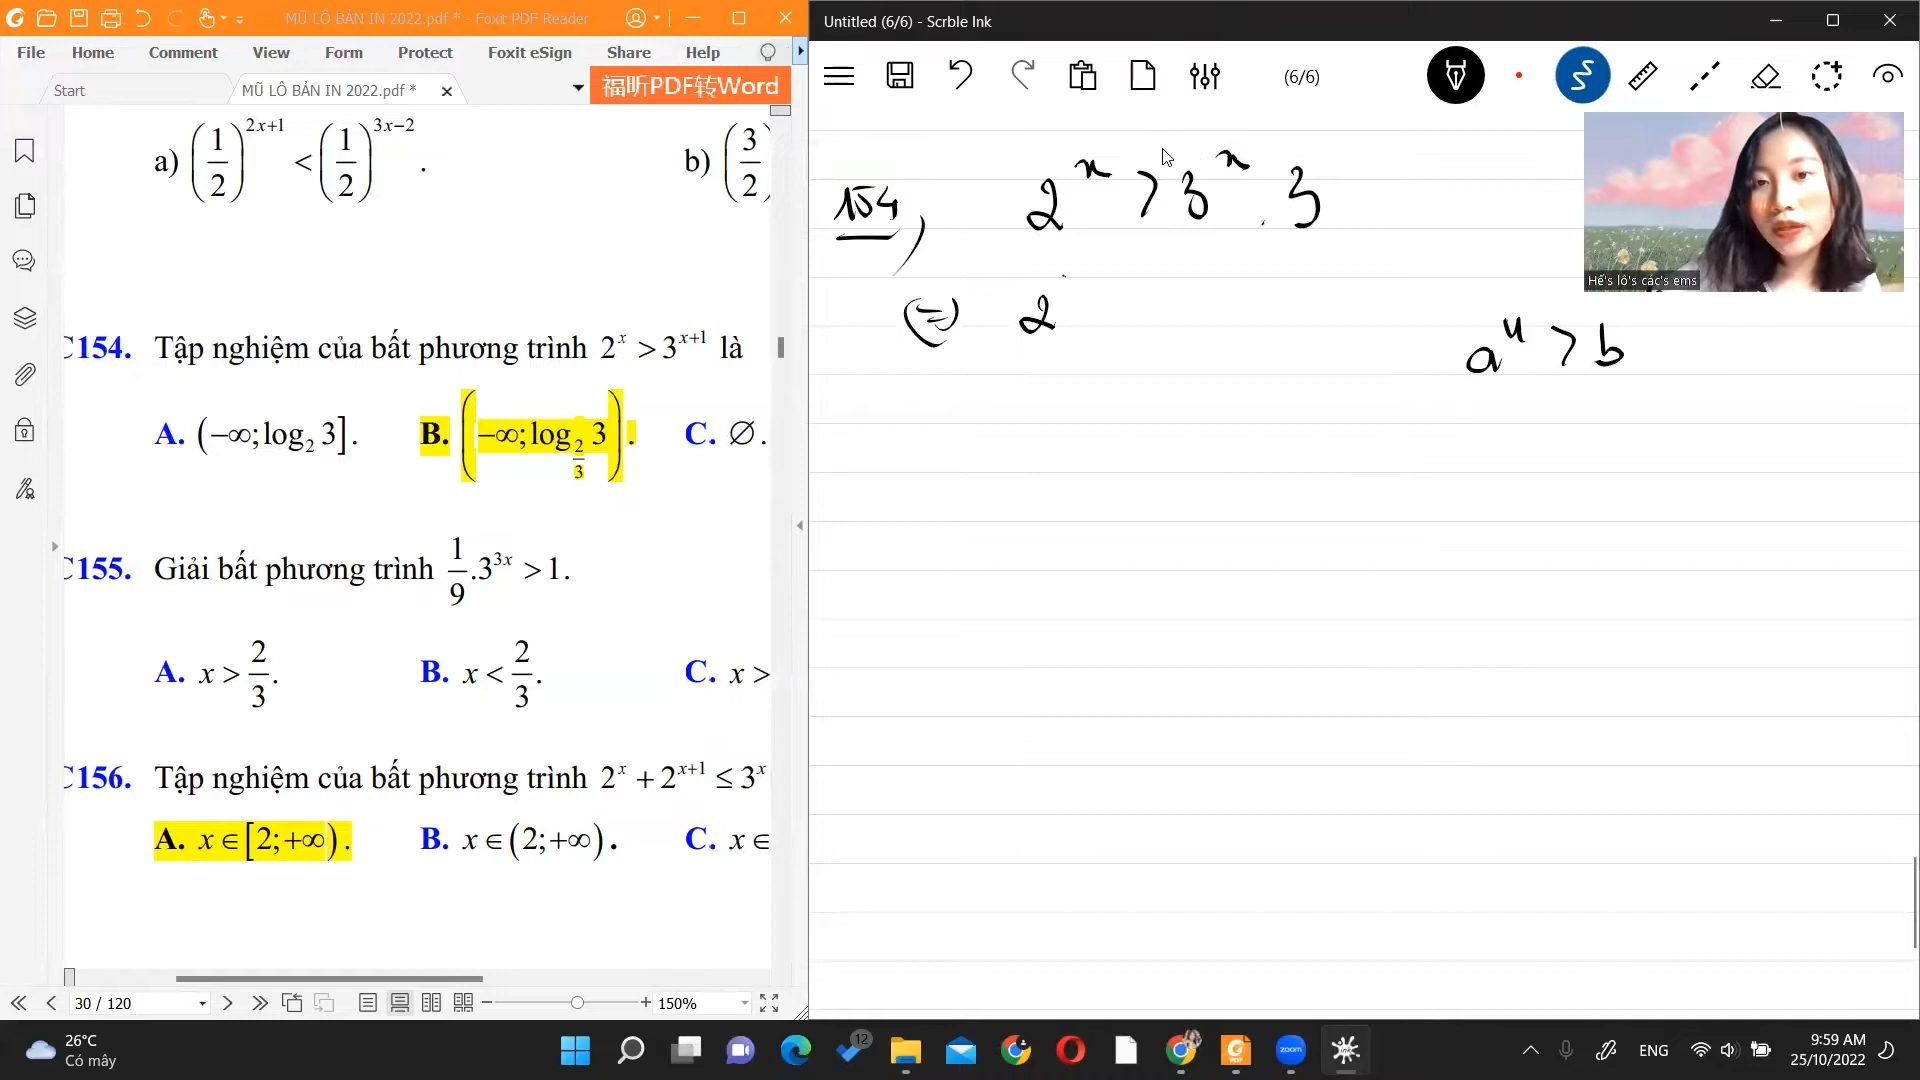 MŨ LÔ BẢN IN 2022.pdf * - Foxit PDF Reader
File Home Comment View Form Protect Foxit eSign Share Help
Start
MŨ LÔ BẢN IN 2022.pdf *
福昕PDF转Word
a) (1/2)^{2x+1} < (1/2)^{3x−2}.
b) (3/2)
C154. Tập nghiệm của bất phương trình 2^x > 3^{x+1} là
A. (−∞; log_2 3].
B. (−∞; log_{2/3} 3).
C. ∅.
C155. Giải bất phương trình 1/9 . 3^{3x} > 1.
A. x > 2/3.
B. x < 2/3.
C. x >
C156. Tập nghiệm của bất phương trình 2^x + 2^{x+1} ≤ 3^x
A. x ∈ [2; +∞).
B. x ∈ (2; +∞).
C. x ∈
30 / 120
150%
Untitled (6/6) - Scrble Ink
(6/6)
154, 2^x > 3^x . 3
(=) 2
a^u > b
Hế's lô's các's ems
26°C
Có mây
12
zoom
ENG
9:59 AM
25/10/2022